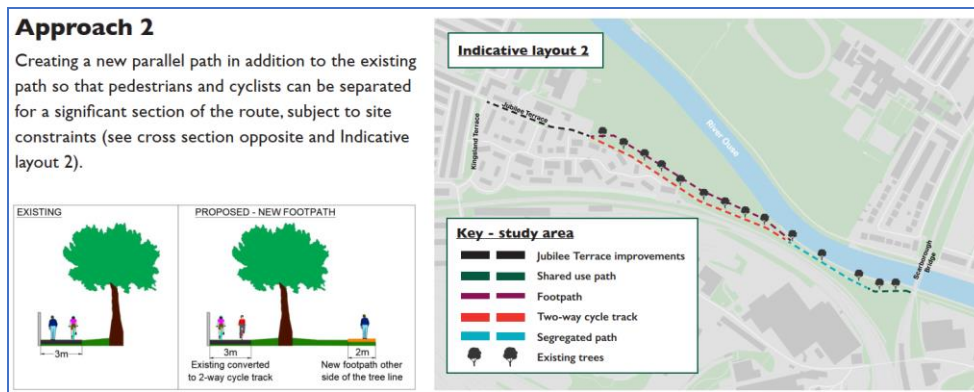 Approach 2
Creating a new parallel path in addition to the existing
path so that pedestrians and cyclists can be separated
for a significant section of the route, subject to site
constraints (see cross section opposite and Indicative
layout 2).
EXISTING
3m
PROPOSED - NEW FOOTPATH
3m
2m
Existing converted
to 2-way cycle track
New footpath other
side of the tree line
Indicative layout 2
Jubilee Terrace
Kingsland Terrace
River Ouse
Scarborough
Bridge
Key - study area
Jubilee Terrace improvements
Shared use path
Footpath
Two-way cycle track
Segregated path
Existing trees